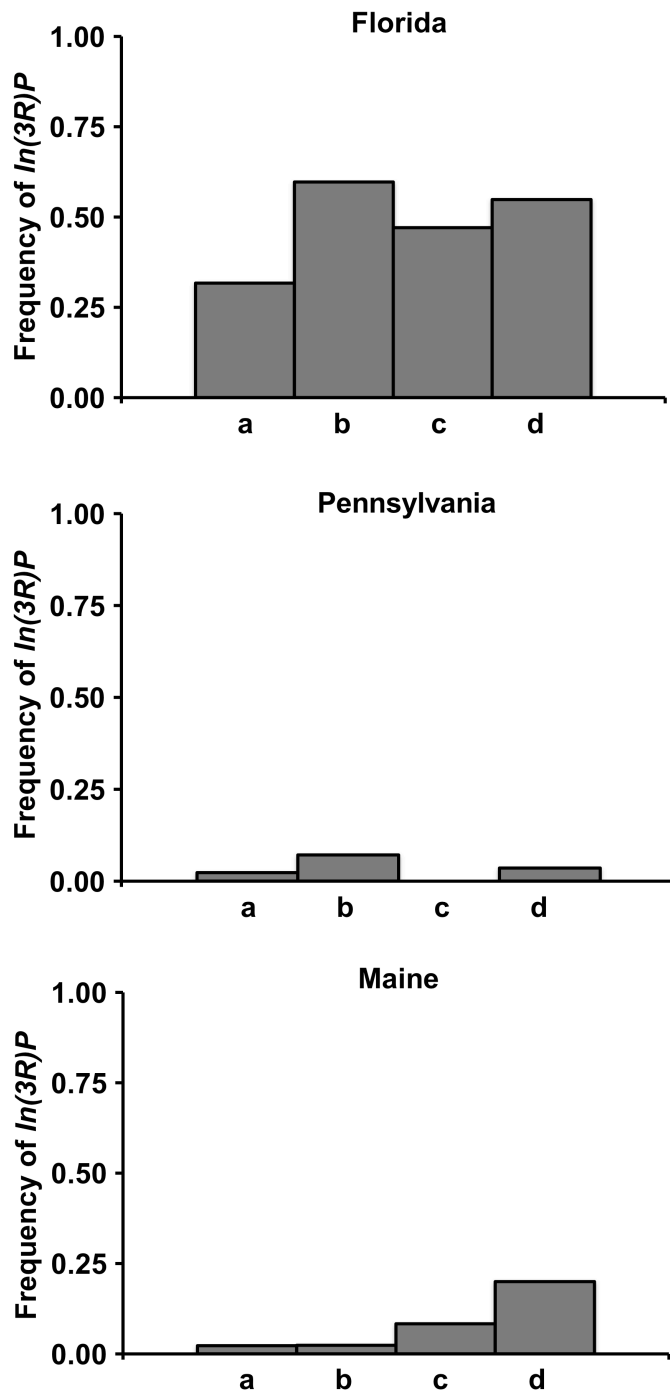 Florida
Frequency of In(3R)P
1.00
0.75
0.50
0.25
0.00
a b c d
Pennsylvania
Frequency of In(3R)P
1.00
0.75
0.50
0.25
0.00
a b c d
Maine
Frequency of In(3R)P
1.00
0.75
0.50
0.25
0.00
a b c d